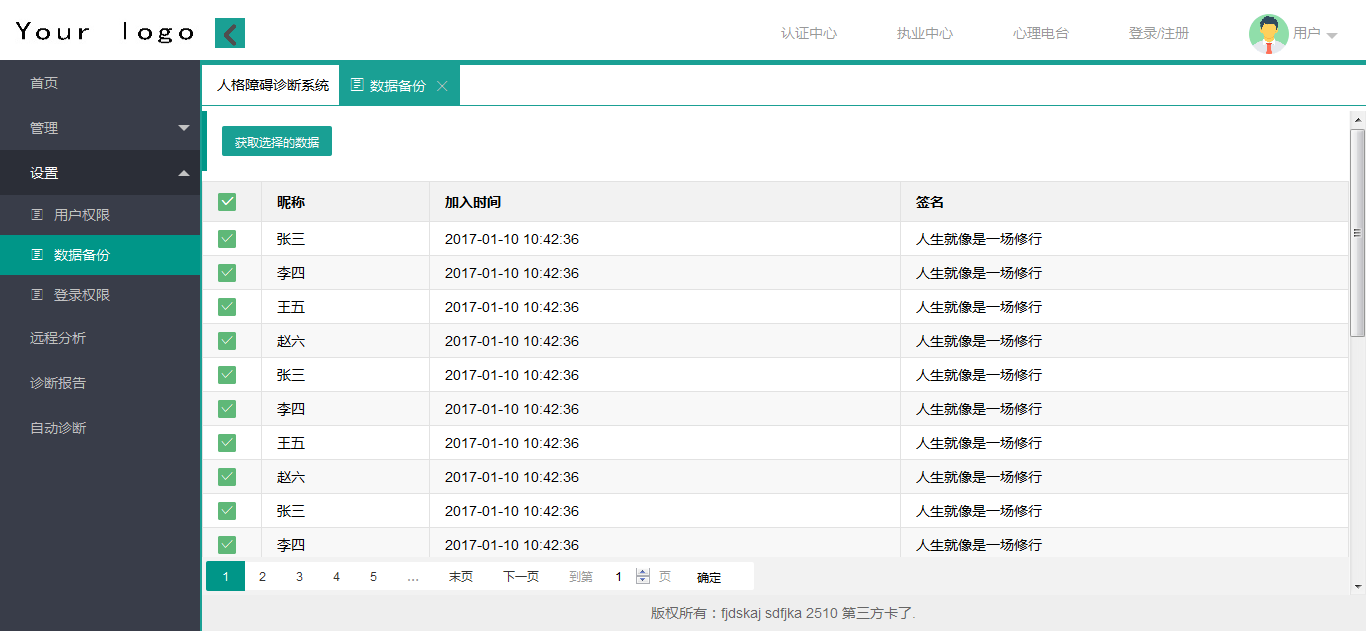 Your logo
认证中心 执业中心 心理电台 登录/注册 用户
首页
管理
设置
用户权限
数据备份
登录权限
远程分析
诊断报告
自动诊断
人格障碍诊断系统 数据备份
获取选择的数据
昵称 加入时间 签名
张三 2017-01-10 10:42:36 人生就像是一场修行
李四 2017-01-10 10:42:36 人生就像是一场修行
王五 2017-01-10 10:42:36 人生就像是一场修行
赵六 2017-01-10 10:42:36 人生就像是一场修行
张三 2017-01-10 10:42:36 人生就像是一场修行
李四 2017-01-10 10:42:36 人生就像是一场修行
王五 2017-01-10 10:42:36 人生就像是一场修行
赵六 2017-01-10 10:42:36 人生就像是一场修行
张三 2017-01-10 10:42:36 人生就像是一场修行
李四 2017-01-10 10:42:36 人生就像是一场修行
1 2 3 4 5 … 末页 下一页 到第 1 页 确定
版权所有：fjdskaj sdfjka 2510 第三方卡了.